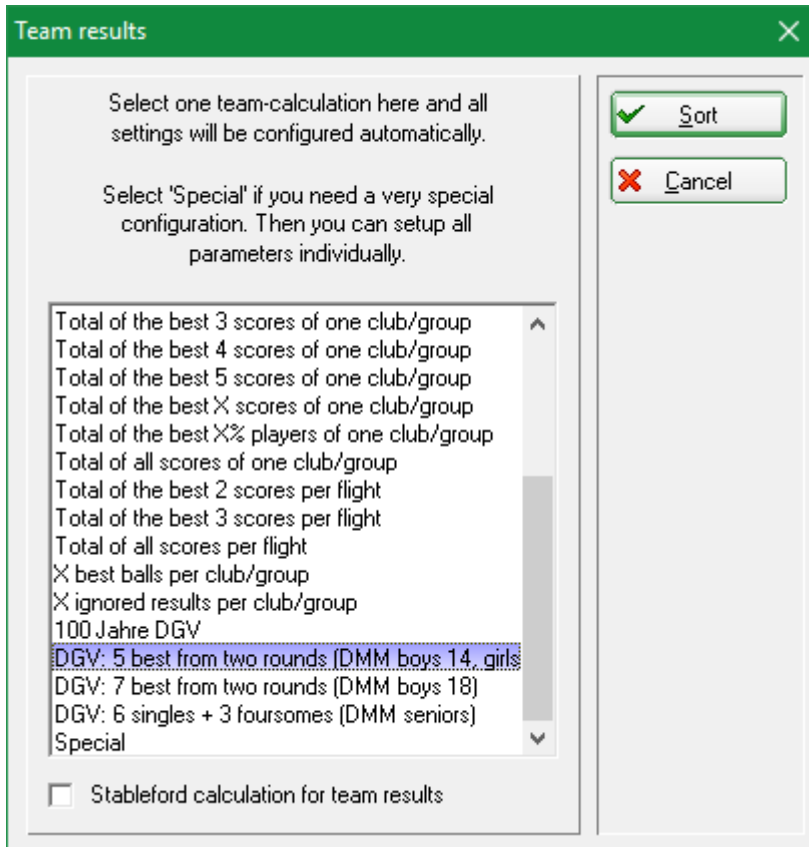 Team results
Select one team-calculation here and all
settings will be configured automatically.
Select 'Special' if you need a very special
configuration. Then you can setup all
parameters individually.
Total of the best 3 scores of one club/group
Total of the best 4 scores of one club/group
Total of the best 5 scores of one club/group
Total of the best X scores of one club/group
Total of the best X% players of one club/group
Total of all scores of one club/group
Total of the best 2 scores per flight
Total of the best 3 scores per flight
Total of all scores per flight
X best balls per club/group
X ignored results per club/group
100 Jahre DGV
DGV: 5 best from two rounds (DMM boys 14, girls
DGV: 7 best from two rounds (DMM boys 18)
DGV: 6 singles + 3 foursomes (DMM seniors)
Special
Stableford calculation for team results
Sort
Cancel